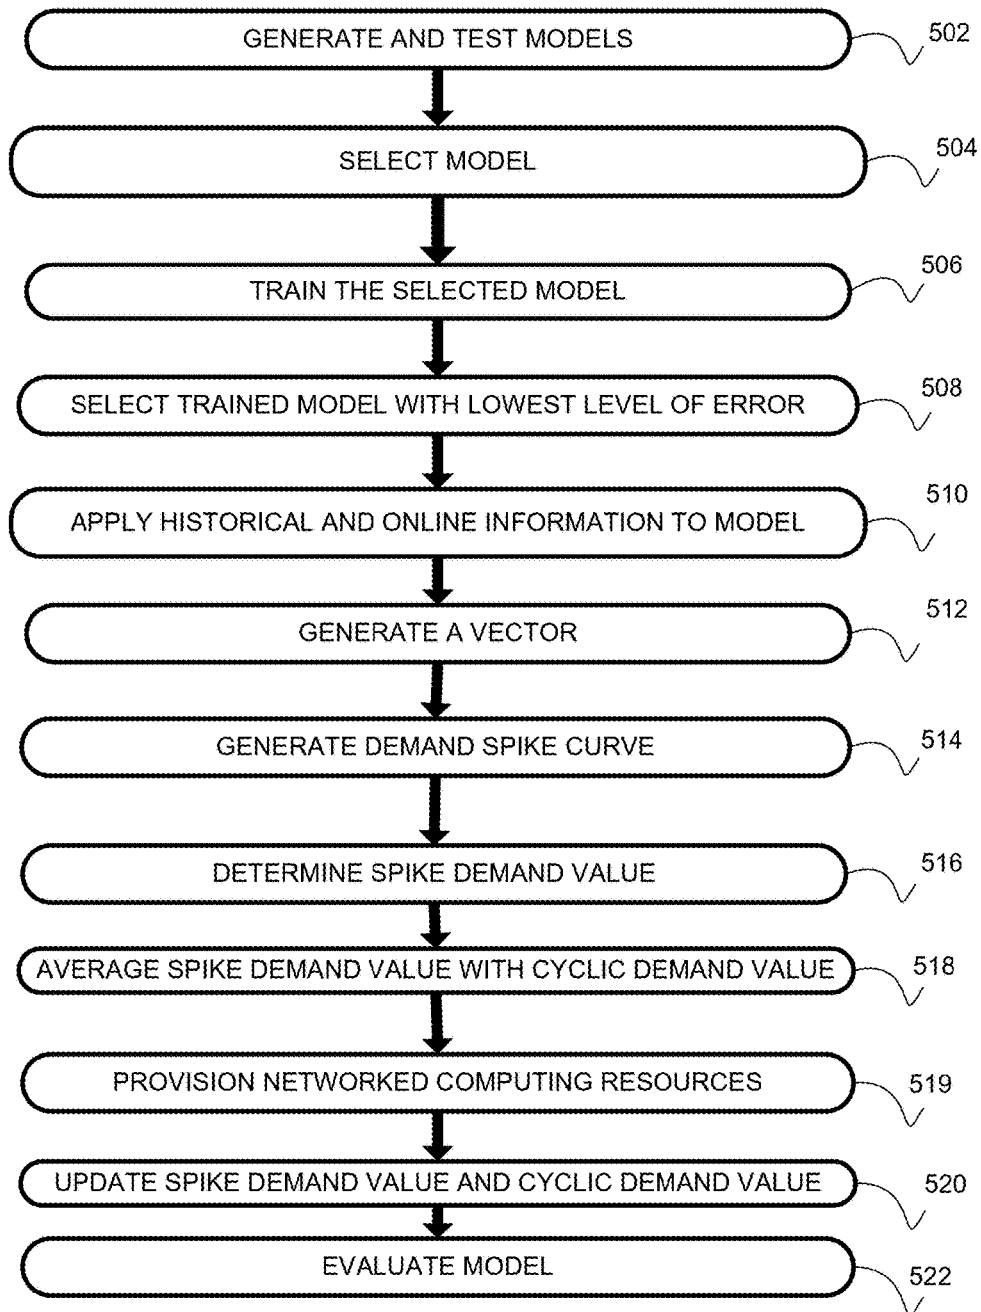 GENERATE AND TEST MODELS
502
SELECT MODEL
504
TRAIN THE SELECTED MODEL
506
SELECT TRAINED MODEL WITH LOWEST LEVEL OF ERROR
508
APPLY HISTORICAL AND ONLINE INFORMATION TO MODEL
510
GENERATE A VECTOR
512
GENERATE DEMAND SPIKE CURVE
514
DETERMINE SPIKE DEMAND VALUE
516
AVERAGE SPIKE DEMAND VALUE WITH CYCLIC DEMAND VALUE
518
PROVISION NETWORKED COMPUTING RESOURCES
519
UPDATE SPIKE DEMAND VALUE AND CYCLIC DEMAND VALUE
520
EVALUATE MODEL
522